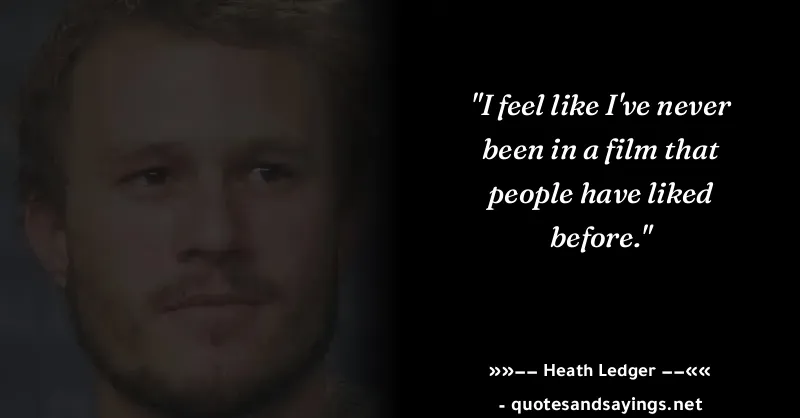 "I feel like I've never
been in a film that
people have liked
before."
»»–– Heath Ledger ––««
- quotesandsayings.net